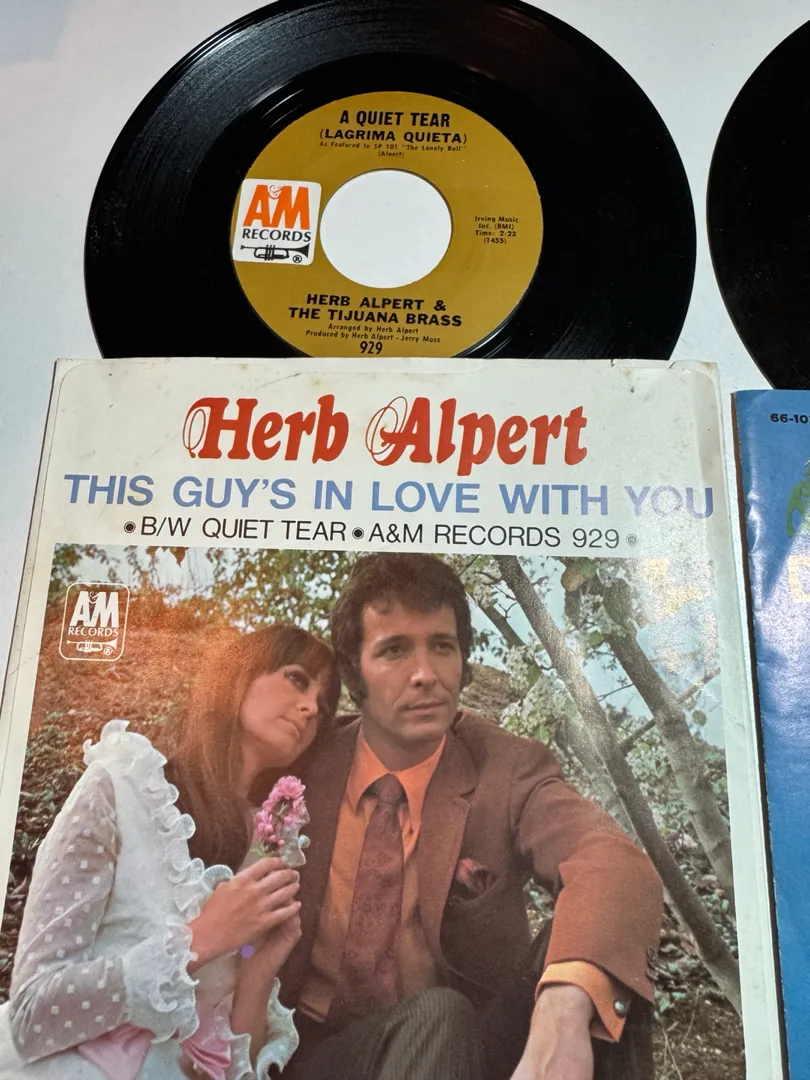 A QUIET TEAR
(LAGRIMA QUIETA)
As Featured In SP 101 "The Lonely Bull"
(Alpert)
A&M
RECORDS
®
Irving Music
Inc. (BMI)
Time: 2:23
(1455)
HERB ALPERT &
THE TIJUANA BRASS
Arranged by Herb Alpert
Produced by Herb Alpert - Jerry Moss
929
Herb Alpert
THIS GUY'S IN LOVE WITH YOU
B/W QUIET TEAR A&M RECORDS 929
A&M
RECORDS